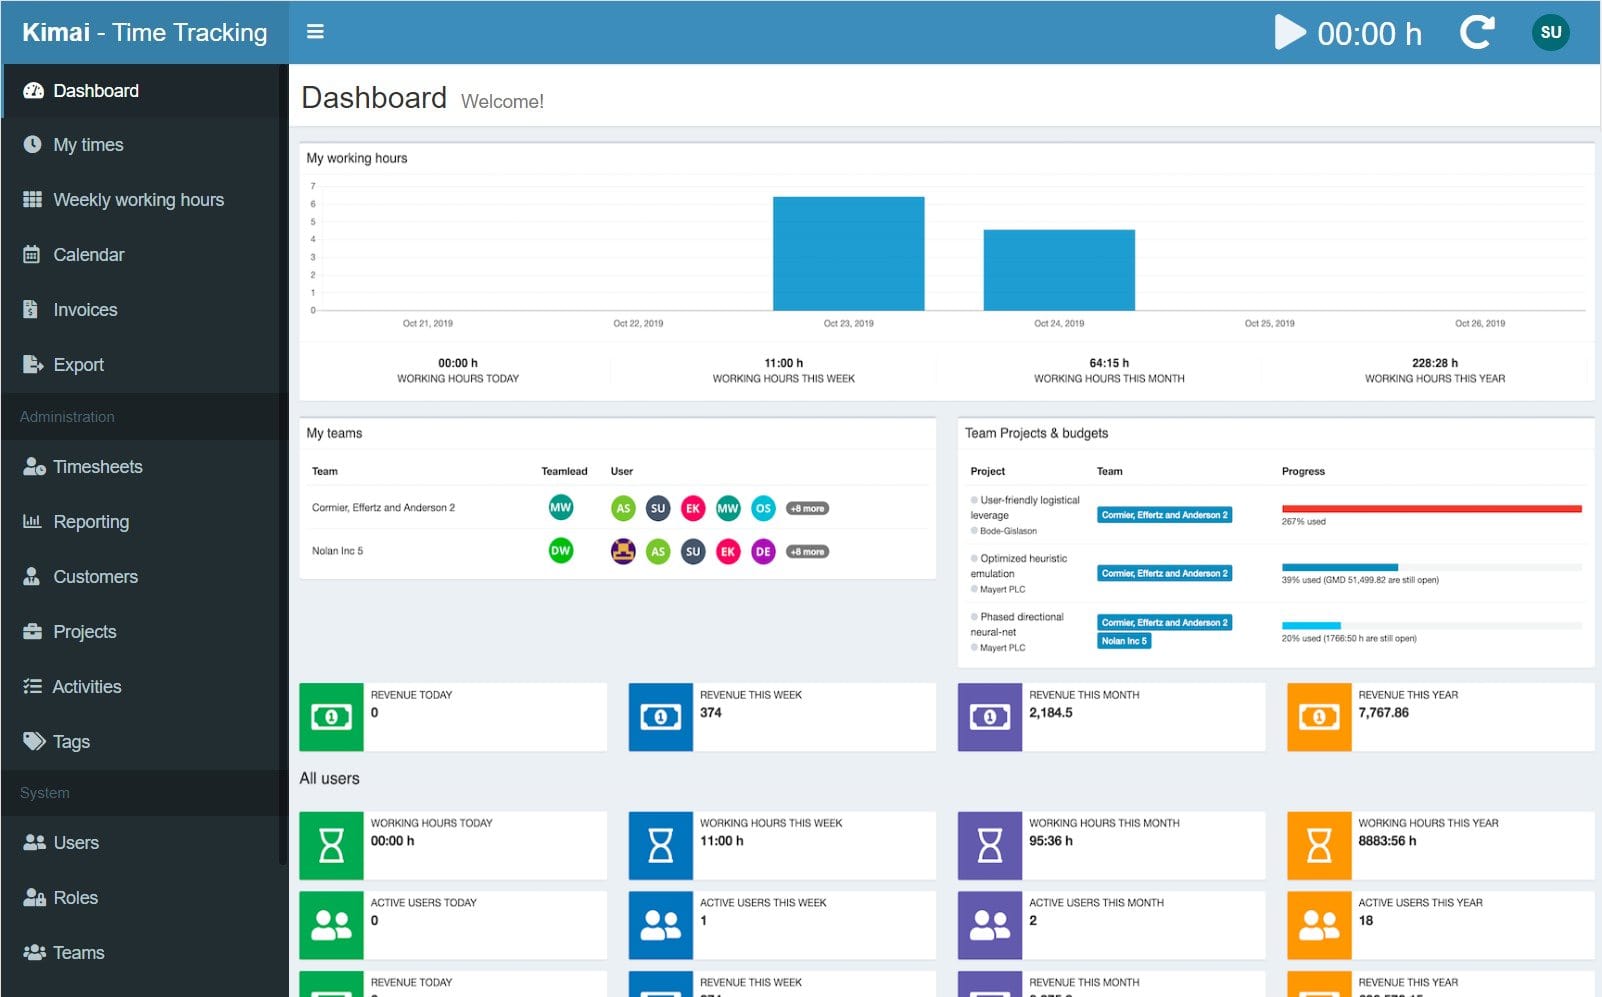 Kimai - Time Tracking
00:00 h
SU
Dashboard
My times
Weekly working hours
Calendar
Invoices
Export
Administration
Timesheets
Reporting
Customers
Projects
Activities
Tags
System
Users
Roles
Teams
Dashboard Welcome!
My working hours
7
6
5
4
3
2
1
0
Oct 21, 2019 Oct 22, 2019 Oct 23, 2019 Oct 24, 2019 Oct 25, 2019 Oct 26, 2019
00:00 h 11:00 h 64:15 h 228:28 h
WORKING HOURS TODAY WORKING HOURS THIS WEEK WORKING HOURS THIS MONTH WORKING HOURS THIS YEAR
My teams
Team Teamlead User
Cormier, Effertz and Anderson 2 MW AS SU EK MW OS +8 more
Nolan Inc 5 DW AS SU EK DE +8 more
Team Projects & budgets
Project Team Progress
User-friendly logistical
leverage
Bode-Gislason
Cormier, Effertz and Anderson 2
267% used
Optimized heuristic
emulation
Mayert PLC
Cormier, Effertz and Anderson 2
39% used (GMD 51,499.82 are still open)
Phased directional
neural-net
Mayert PLC
Cormier, Effertz and Anderson 2
Nolan Inc 5
20% used (1766:50 h are still open)
REVENUE TODAY REVENUE THIS WEEK REVENUE THIS MONTH REVENUE THIS YEAR
0 374 2,184.5 7,767.86
All users
WORKING HOURS TODAY WORKING HOURS THIS WEEK WORKING HOURS THIS MONTH WORKING HOURS THIS YEAR
00:00 h 11:00 h 95:36 h 8883:56 h
ACTIVE USERS TODAY ACTIVE USERS THIS WEEK ACTIVE USERS THIS MONTH ACTIVE USERS THIS YEAR
0 1 2 18
REVENUE TODAY REVENUE THIS WEEK REVENUE THIS MONTH REVENUE THIS YEAR